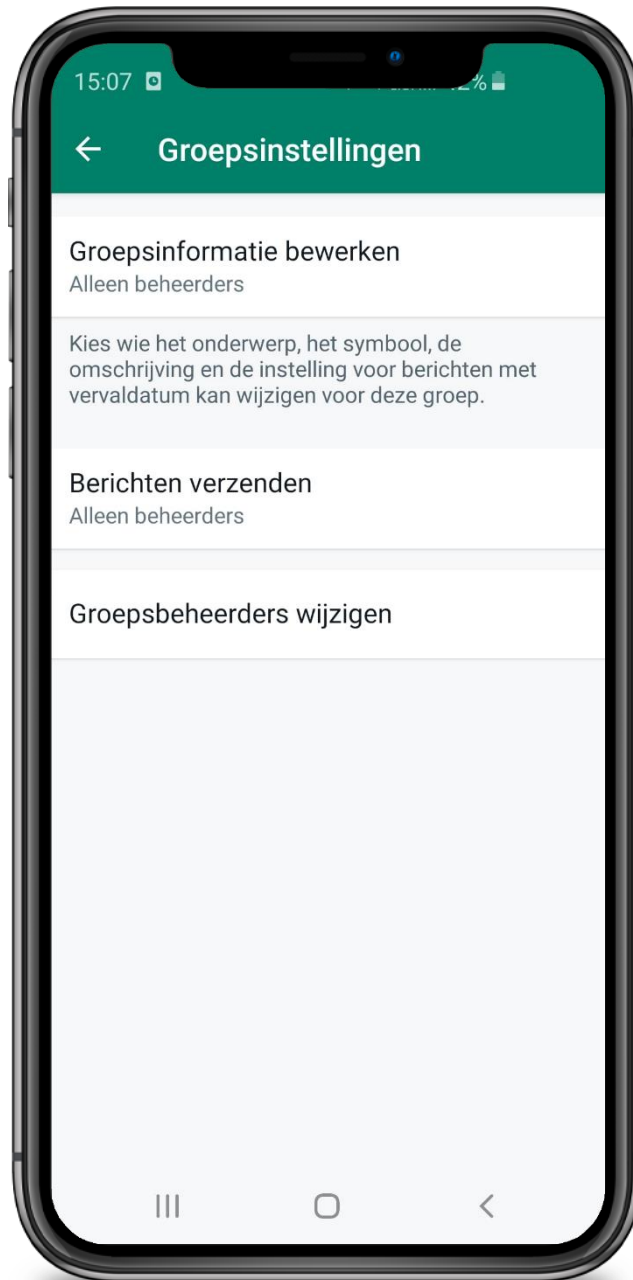 15:07
Groepsinstellingen
Groepsinformatie bewerken
Alleen beheerders
Kies wie het onderwerp, het symbool, de
omschrijving en de instelling voor berichten met
vervaldatum kan wijzigen voor deze groep.
Berichten verzenden
Alleen beheerders
Groepsbeheerders wijzigen